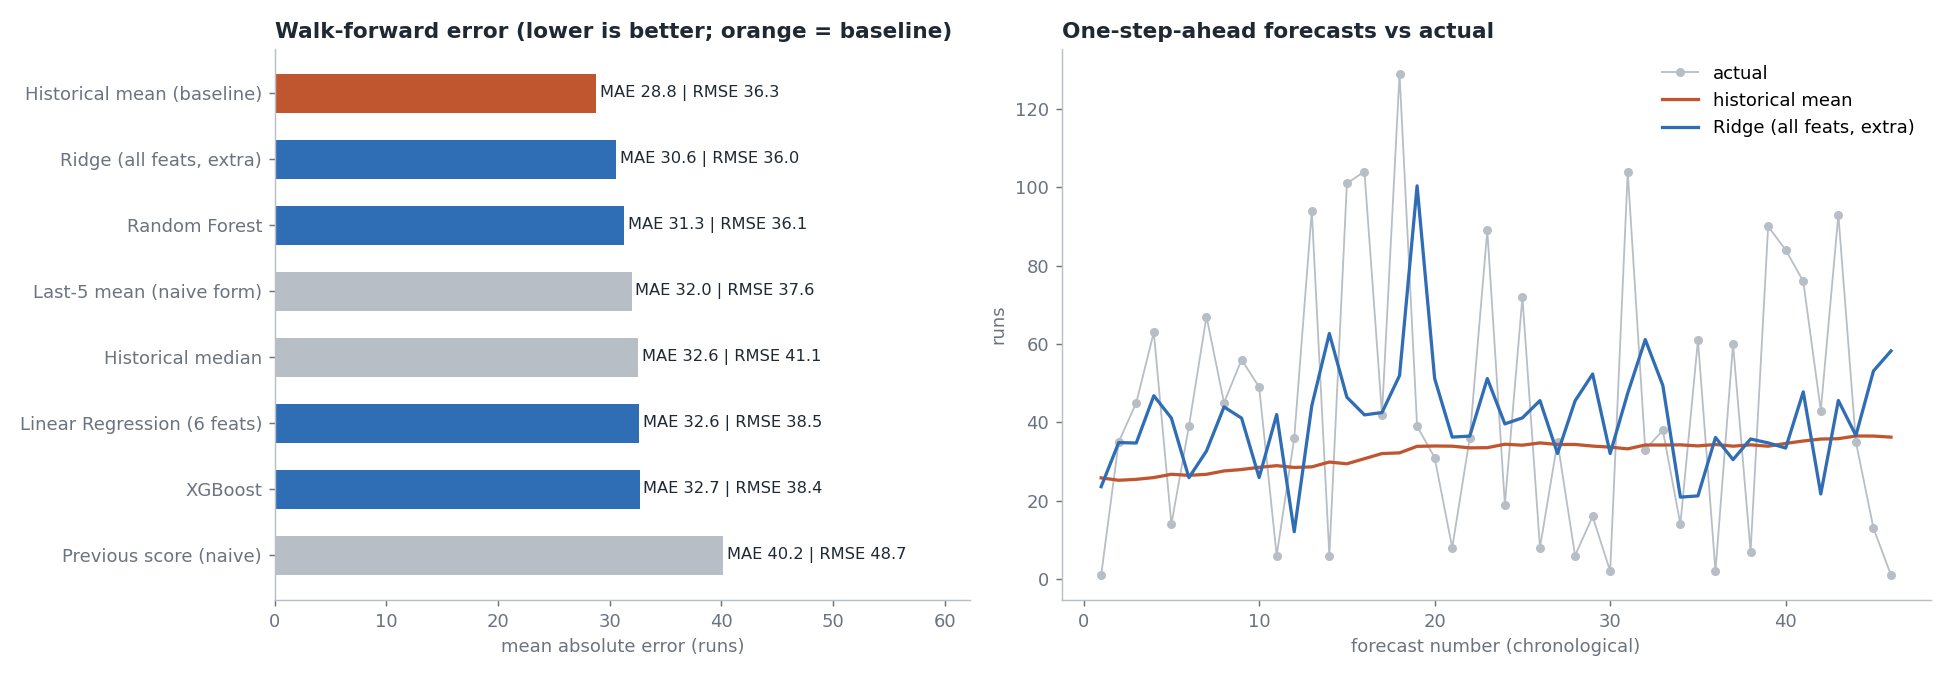 Walk-forward error (lower is better; orange = baseline)
Historical mean (baseline)
MAE 28.8 | RMSE 36.3
Ridge (all feats, extra)
MAE 30.6 | RMSE 36.0
Random Forest
MAE 31.3 | RMSE 36.1
Last-5 mean (naive form)
MAE 32.0 | RMSE 37.6
Historical median
MAE 32.6 | RMSE 41.1
Linear Regression (6 feats)
MAE 32.6 | RMSE 38.5
XGBoost
MAE 32.7 | RMSE 38.4
Previous score (naive)
MAE 40.2 | RMSE 48.7
0 10 20 30 40 50 60
mean absolute error (runs)
One-step-ahead forecasts vs actual
actual
historical mean
Ridge (all feats, extra)
120
100
80
60
40
20
0
runs
0 10 20 30 40
forecast number (chronological)